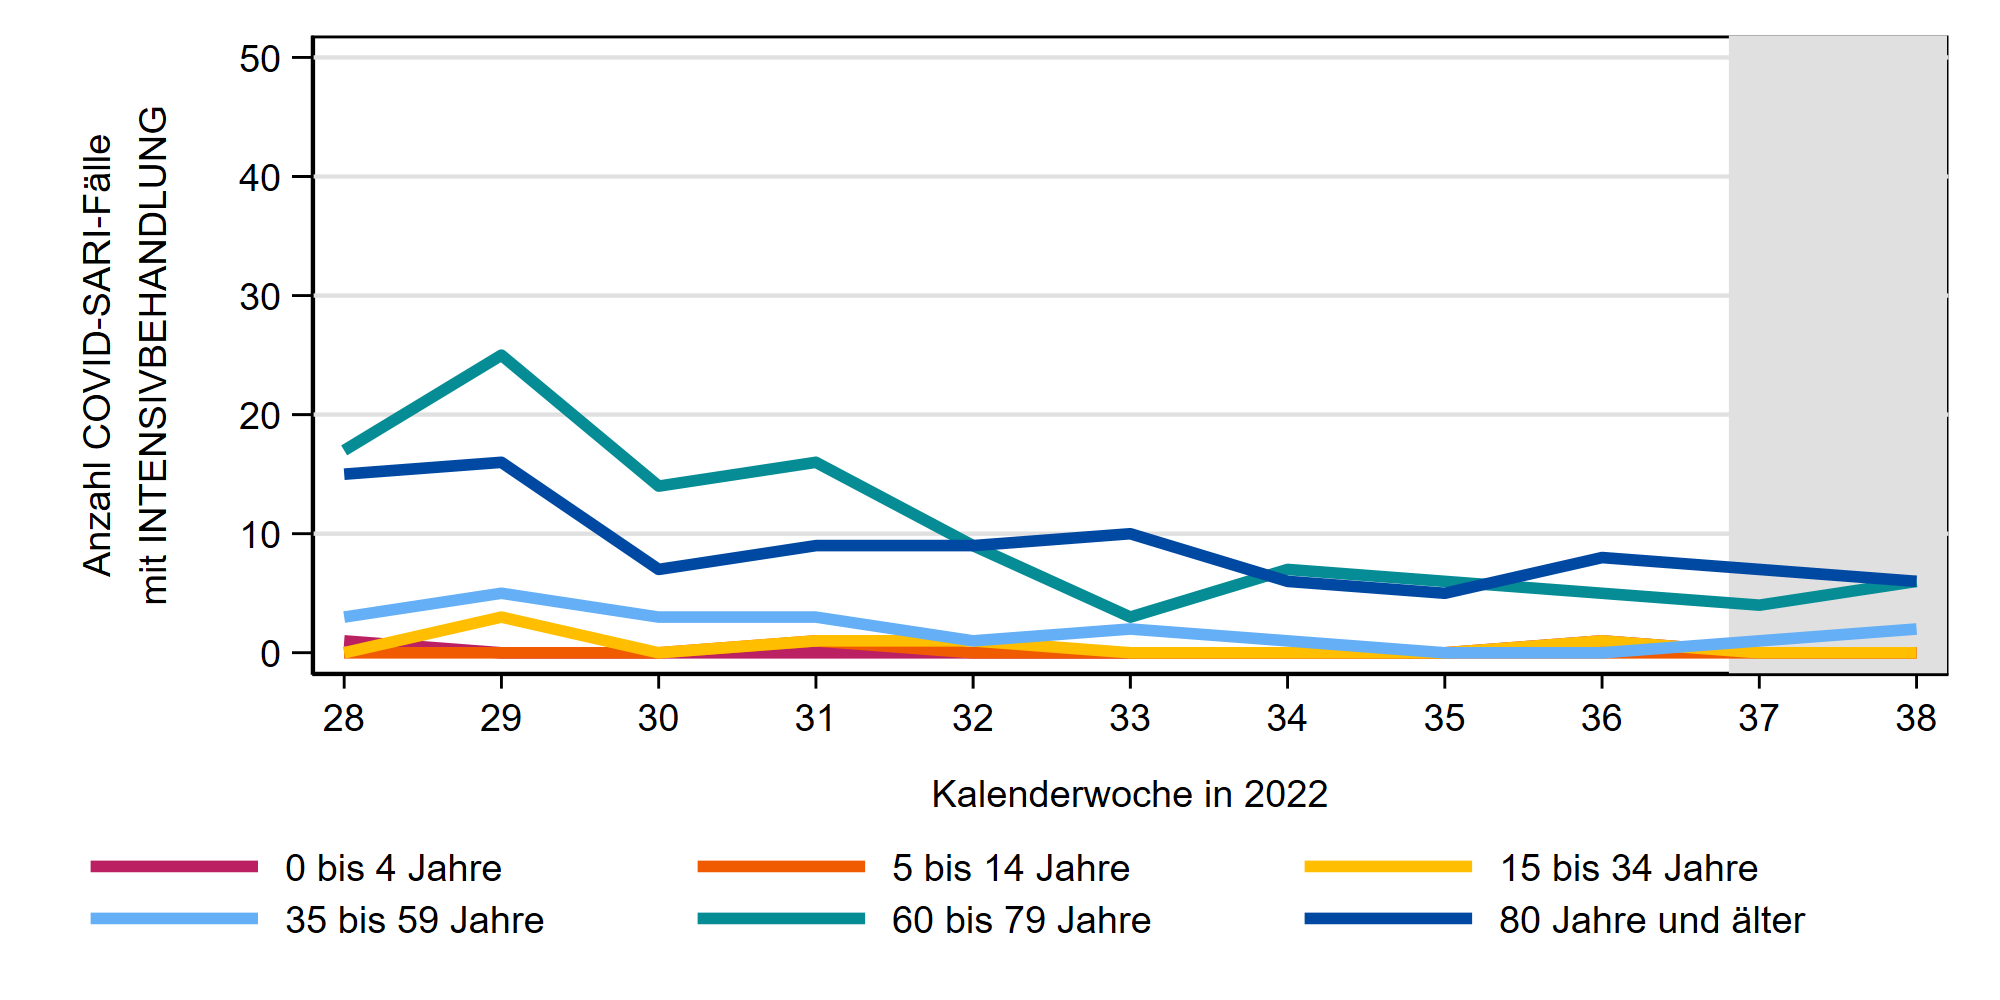 Anzahl COVID-SARI-Fälle
mit INTENSIVBEHANDLUNG
50
40
30
20
10
0
28 29 30 31 32 33 34 35 36 37 38
Kalenderwoche in 2022
0 bis 4 Jahre 5 bis 14 Jahre 15 bis 34 Jahre
35 bis 59 Jahre 60 bis 79 Jahre 80 Jahre und älter